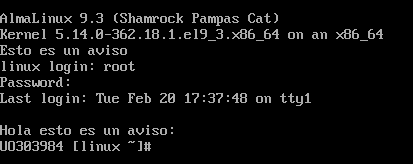 AlmaLinux 9.3 (Shamrock Pampas Cat)
Kernel 5.14.0-362.18.1.el9_3.x86_64 on an x86_64
Esto es un aviso
linux login: root
Password:
Last login: Tue Feb 20 17:37:48 on tty1
Hola esto es un aviso:
UO303984 [linux ~]#